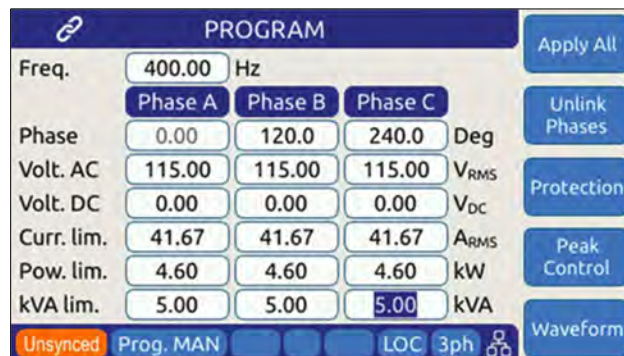 PROGRAM
Apply All
Freq. 400.00 Hz
Phase A Phase B Phase C
Unlink
Phases
Phase 0.00 120.0 240.0 Deg
Volt. AC 115.00 115.00 115.00 VRMS
Protection
Volt. DC 0.00 0.00 0.00 VDC
Curr. lim. 41.67 41.67 41.67 ARMS
Peak
Control
Pow. lim. 4.60 4.60 4.60 kW
kVA lim. 5.00 5.00 5.00 kVA
Waveform
Unsynced Prog. MAN LOC 3ph